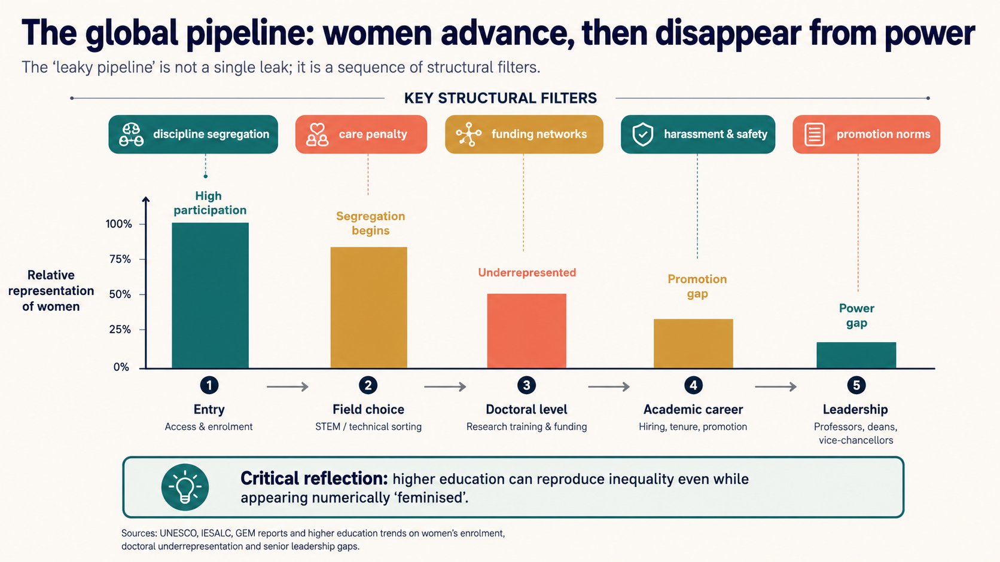 The global pipeline: women advance, then disappear from power
The ‘leaky pipeline’ is not a single leak; it is a sequence of structural filters.
KEY STRUCTURAL FILTERS
discipline segregation
care penalty
funding networks
harassment & safety
promotion norms
High
participation
Segregation
begins
Underrepresented
Promotion
gap
Power
gap
Relative
representation
of women
100%
75%
50%
25%
0%
1
2
3
4
5
Entry
Access & enrolment
Field choice
STEM / technical sorting
Doctoral level
Research training & funding
Academic career
Hiring, tenure, promotion
Leadership
Professors, deans,
vice-chancellors
Critical reflection: higher education can reproduce inequality even while
appearing numerically ‘feminised’.
Sources: UNESCO, IESALC, GEM reports and higher education trends on women’s enrolment,
doctoral underrepresentation and senior leadership gaps.